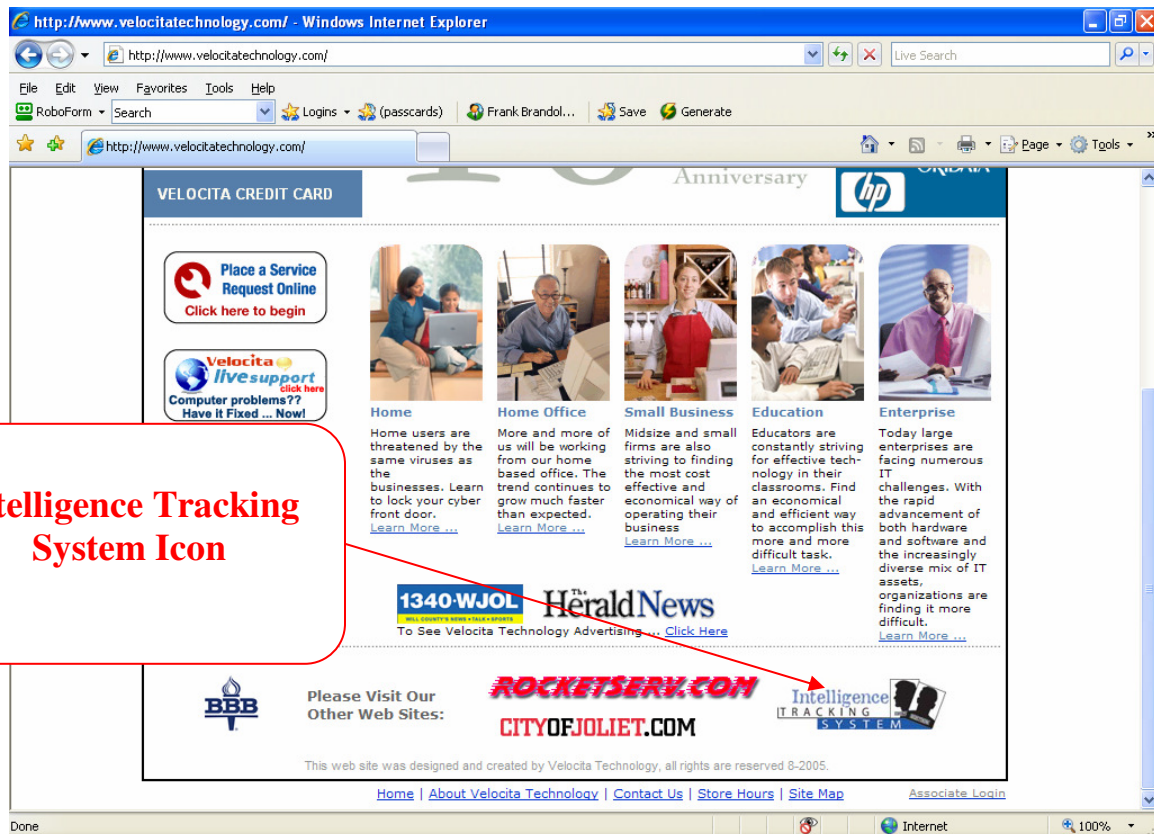 http://www.velocitatechnology.com/ - Windows Internet Explorer
http://www.velocitatechnology.com/
Live Search
File Edit View Favorites Tools Help
RoboForm Search Logins (passcards) Frank Brandol... Save Generate
http://www.velocitatechnology.com/
Page Tools »
VELOCITA CREDIT CARD
Anniversary
hp
Place a Service
Request Online
Click here to begin
Velocita
live support
click here
Computer problems??
Have it Fixed ... Now!
Home
Home users are
threatened by the
same viruses as
the
businesses. Learn
to lock your cyber
front door.
Learn More ...
Home Office
More and more of
us will be working
from our home
based office. The
trend continues to
grow much faster
than expected.
Learn More ...
Small Business
Midsize and small
firms are also
striving to finding
the most cost
effective and
economical way of
operating their
business
Learn More ...
Education
Educators are
constantly striving
for effective tech-
nology in their
classrooms. Find
an economical
and efficient way
to accomplish this
more and more
difficult task.
Learn More ...
Enterprise
Today large
enterprises are
facing numerous
IT
challenges. With
the rapid
advancement of
both hardware
and software and
the increasingly
diverse mix of IT
assets,
organizations are
finding it more
difficult.
Learn More ...
telligence Tracking
System Icon
1340·WJOL
WILL COUNTY'S NEWS • TALK • SPORTS
The Herald News
To See Velocita Technology Advertising ... Click Here
BBB
Please Visit Our
Other Web Sites:
ROCKETSERV.COM
CITYOFJOLIET.COM
Intelligence
TRACKING
SYSTEM
This web site was designed and created by Velocita Technology, all rights are reserved 8-2005.
Home | About Velocita Technology | Contact Us | Store Hours | Site Map
Associate Login
Done
Internet
100%